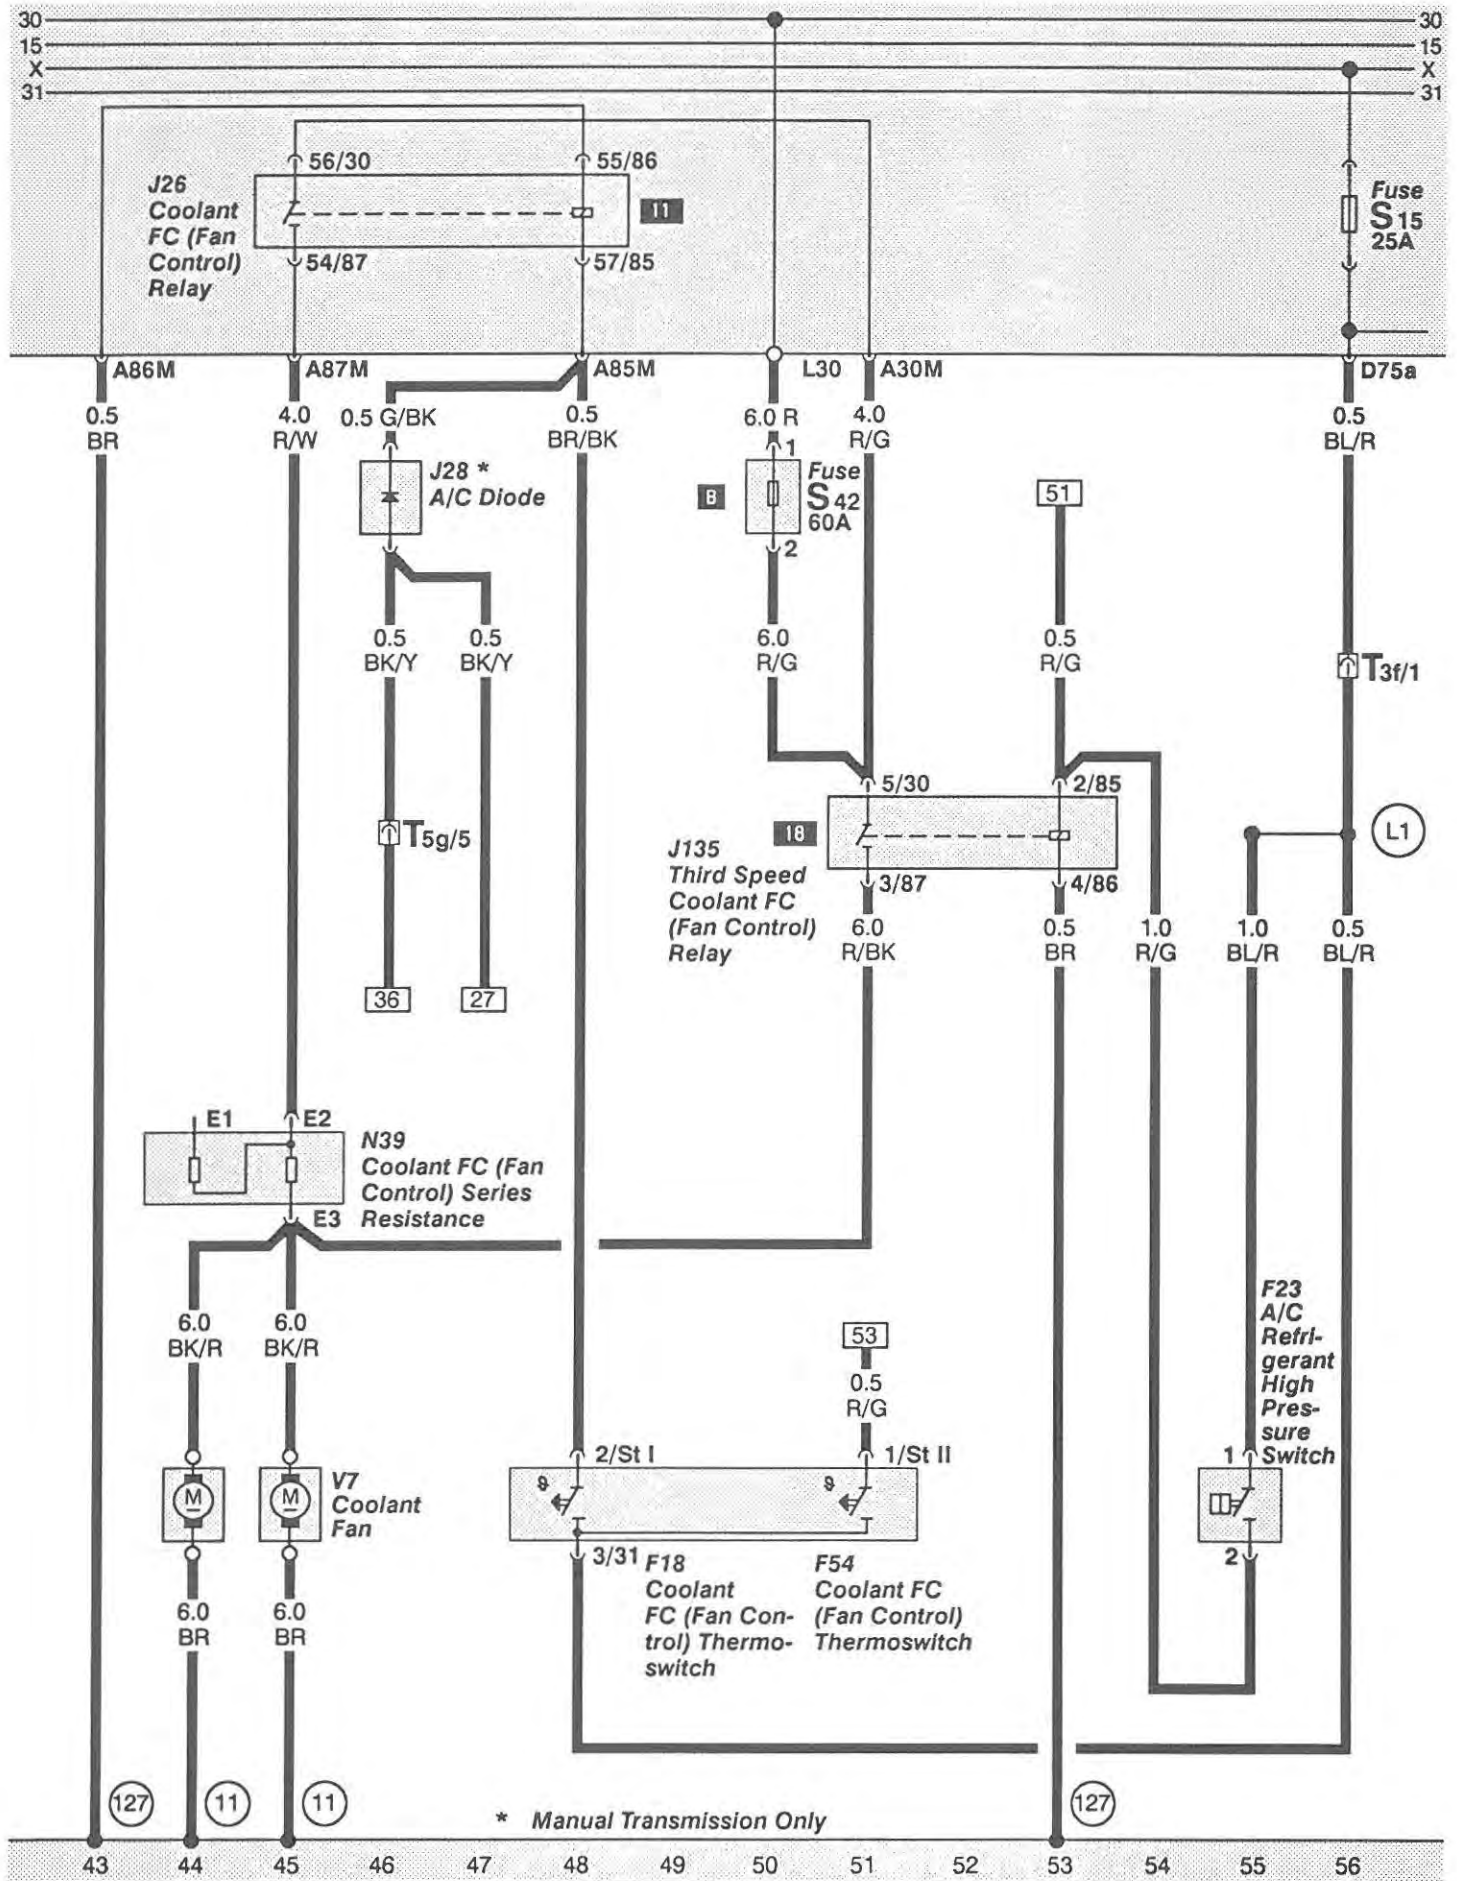 30 30
15 15
X X
31 31
56/30 55/86
J26
Coolant
FC (Fan
Control)
Relay
11
Fuse
S15
25A
54/87 57/85
A86M A87M A85M L30 A30M D75a
0.5
BR
4.0
R/W
0.5 G/BK
0.5
BR/BK
6.0 R
4.0
R/G
0.5
BL/R
J28 *
A/C Diode
1
B
Fuse
S42
60A
2
51
0.5
BK/Y
0.5
BK/Y
6.0
R/G
0.5
R/G
T3f/1
5/30 2/85
T5g/5
18
L1
J135
Third Speed
Coolant FC
(Fan Control)
Relay
3/87 4/86
6.0
R/BK
0.5
BR
1.0
R/G
1.0
BL/R
0.5
BL/R
36 27
E1 E2
N39
Coolant FC (Fan
Control) Series
Resistance
E3
6.0
BK/R
6.0
BK/R
53
0.5
R/G
F23
A/C
Refri-
gerant
High
Pres-
sure
Switch
2/St I 1/St II 1
M M
V7
Coolant
Fan
ϑ ϑ
3/31 2
F18
Coolant
FC (Fan Con-
trol) Thermo-
switch
F54
Coolant FC
(Fan Control)
Thermoswitch
6.0
BR
6.0
BR
127 11 11 127
* Manual Transmission Only
43 44 45 46 47 48 49 50 51 52 53 54 55 56